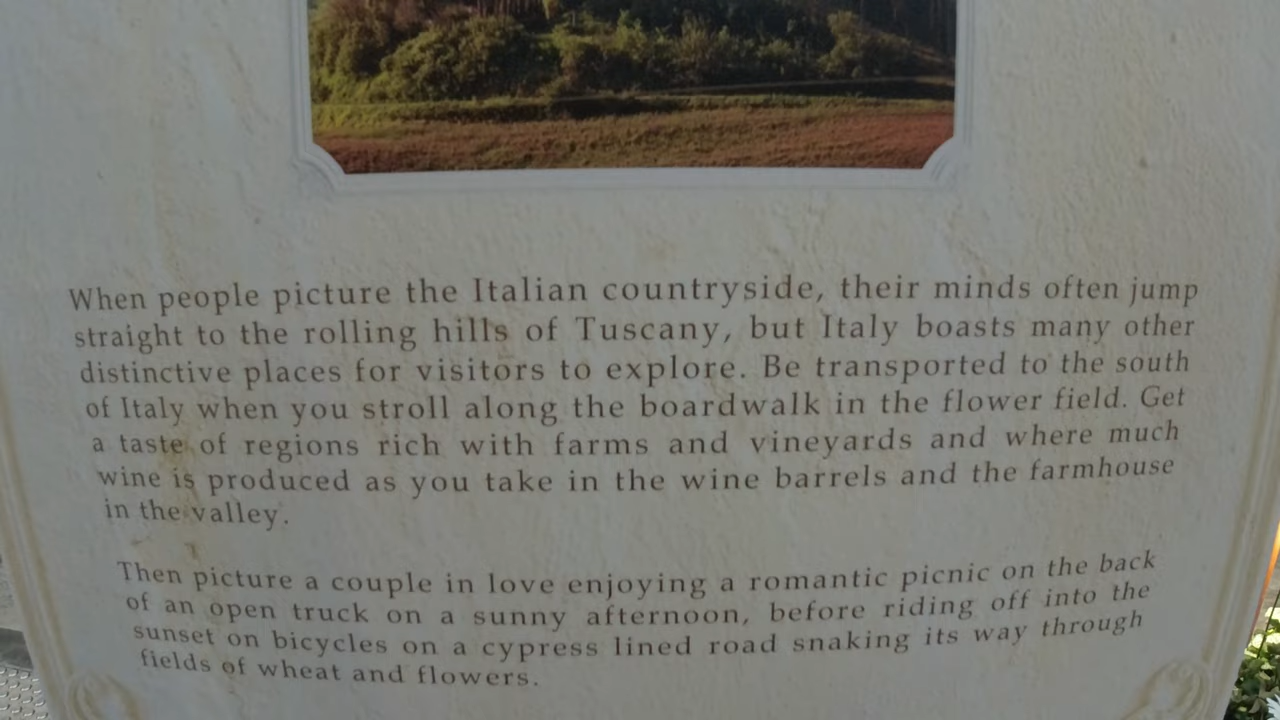 When people picture the Italian countryside, their minds often jump
straight to the rolling hills of Tuscany, but Italy boasts many other
distinctive places for visitors to explore. Be transported to the south
of Italy when you stroll along the boardwalk in the flower field. Get
a taste of regions rich with farms and vineyards and where much
wine is produced as you take in the wine barrels and the farmhouse
in the valley.
Then picture a couple in love enjoying a romantic picnic on the back
of an open truck on a sunny afternoon, before riding off into the
sunset on bicycles on a cypress lined road snaking its way through
fields of wheat and flowers.